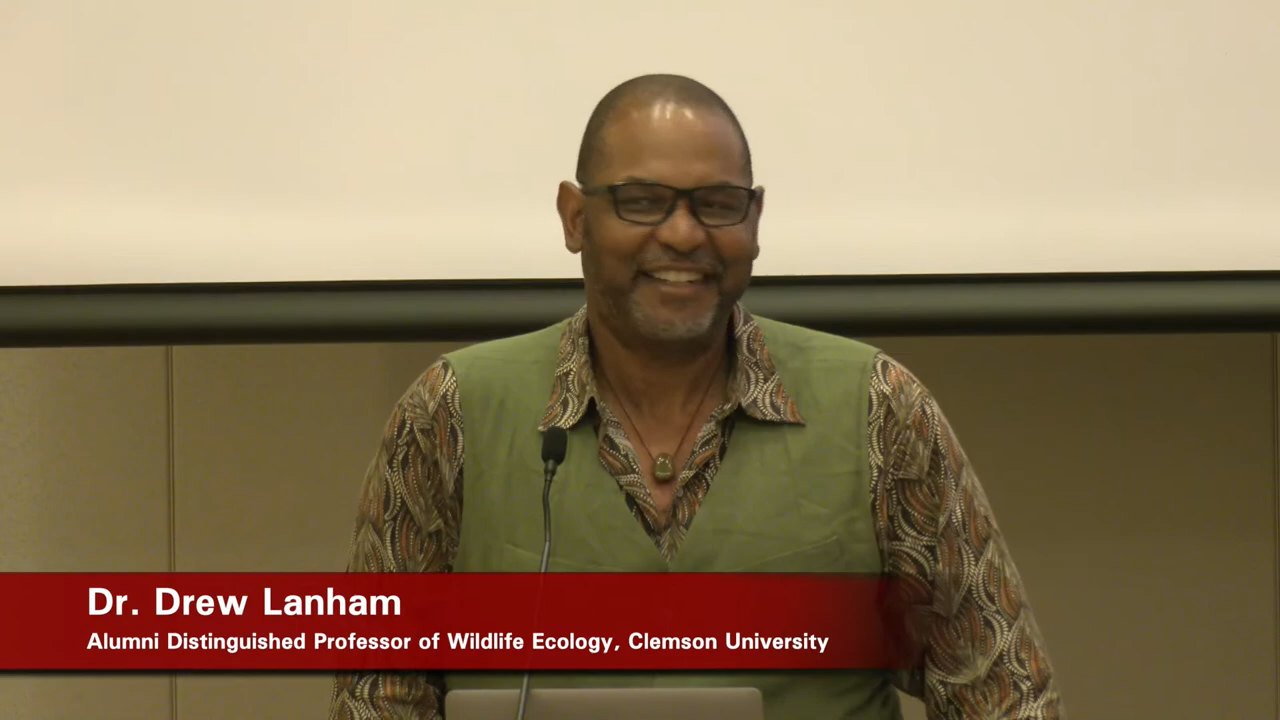 Dr. Drew Lanham
Alumni Distinguished Professor of Wildlife Ecology, Clemson University